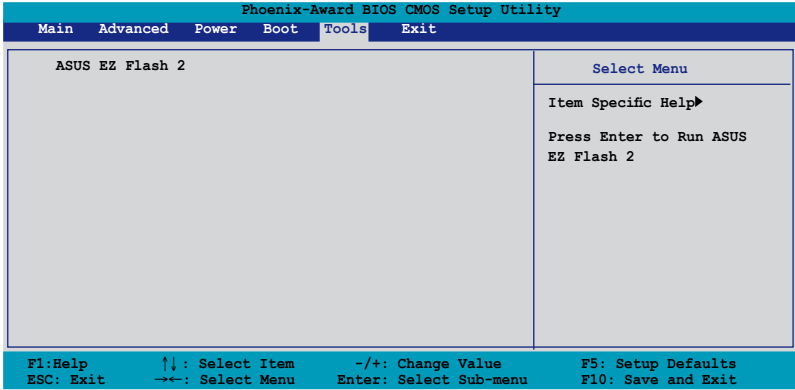 Phoenix-Award BIOS CMOS Setup Utility
Main Advanced Power Boot Tools Exit
ASUS EZ Flash 2
Select Menu
Item Specific Help▶
Press Enter to Run ASUS
EZ Flash 2
F1:Help ↑↓: Select Item -/+: Change Value F5: Setup Defaults
ESC: Exit →←: Select Menu Enter: Select Sub-menu F10: Save and Exit